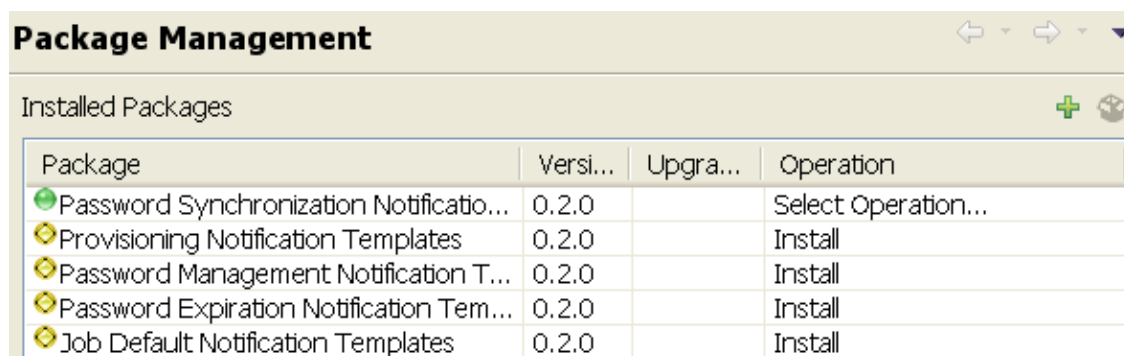 Package Management
Installed Packages
Package Versi... Upgra... Operation
Password Synchronization Notificatio... 0.2.0 Select Operation...
Provisioning Notification Templates 0.2.0 Install
Password Management Notification T... 0.2.0 Install
Password Expiration Notification Tem... 0.2.0 Install
Job Default Notification Templates 0.2.0 Install